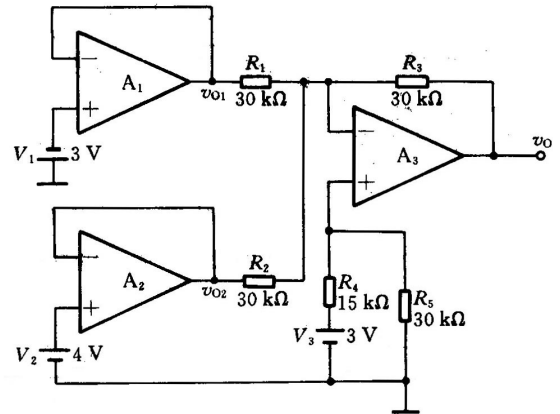 A₁
−
+
V₁
3 V
vO1
R₁
30 kΩ
R₃
30 kΩ
−
+
A₃
vO
A₂
−
+
V₂
4 V
vO2
R₂
30 kΩ
R₄
15 kΩ
R₅
30 kΩ
V₃
3 V